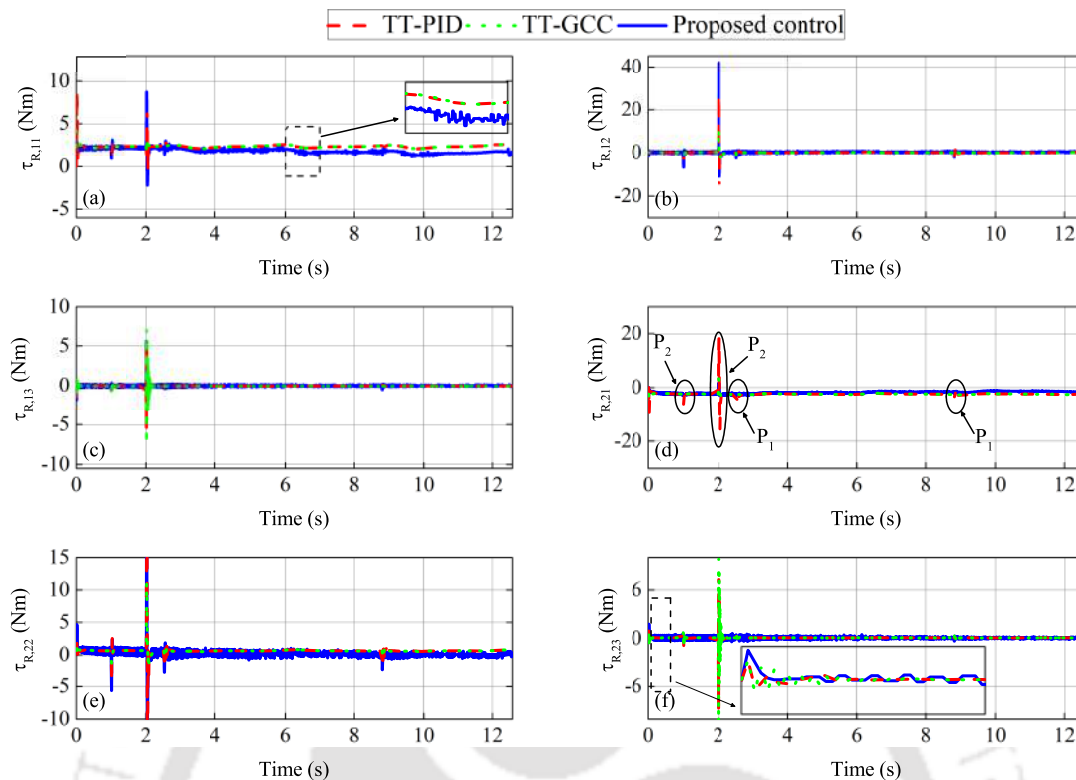 TT-PID TT-GCC Proposed control
τR,11 (Nm)
10
5
0
-5
(a)
0 2 4 6 8 10 12
Time (s)
τR,12 (Nm)
40
20
0
-20
(b)
0 2 4 6 8 10 12
Time (s)
τR,13 (Nm)
10
5
0
-5
-10
(c)
0 2 4 6 8 10 12
Time (s)
τR,21 (Nm)
20
0
-20
P2
P2
P1
P1
(d)
0 2 4 6 8 10 12
Time (s)
τR,22 (Nm)
15
10
5
0
-5
-10
(e)
0 2 4 6 8 10 12
Time (s)
τR,23 (Nm)
6
0
-6
(f)
0 2 4 6 8 10 12
Time (s)